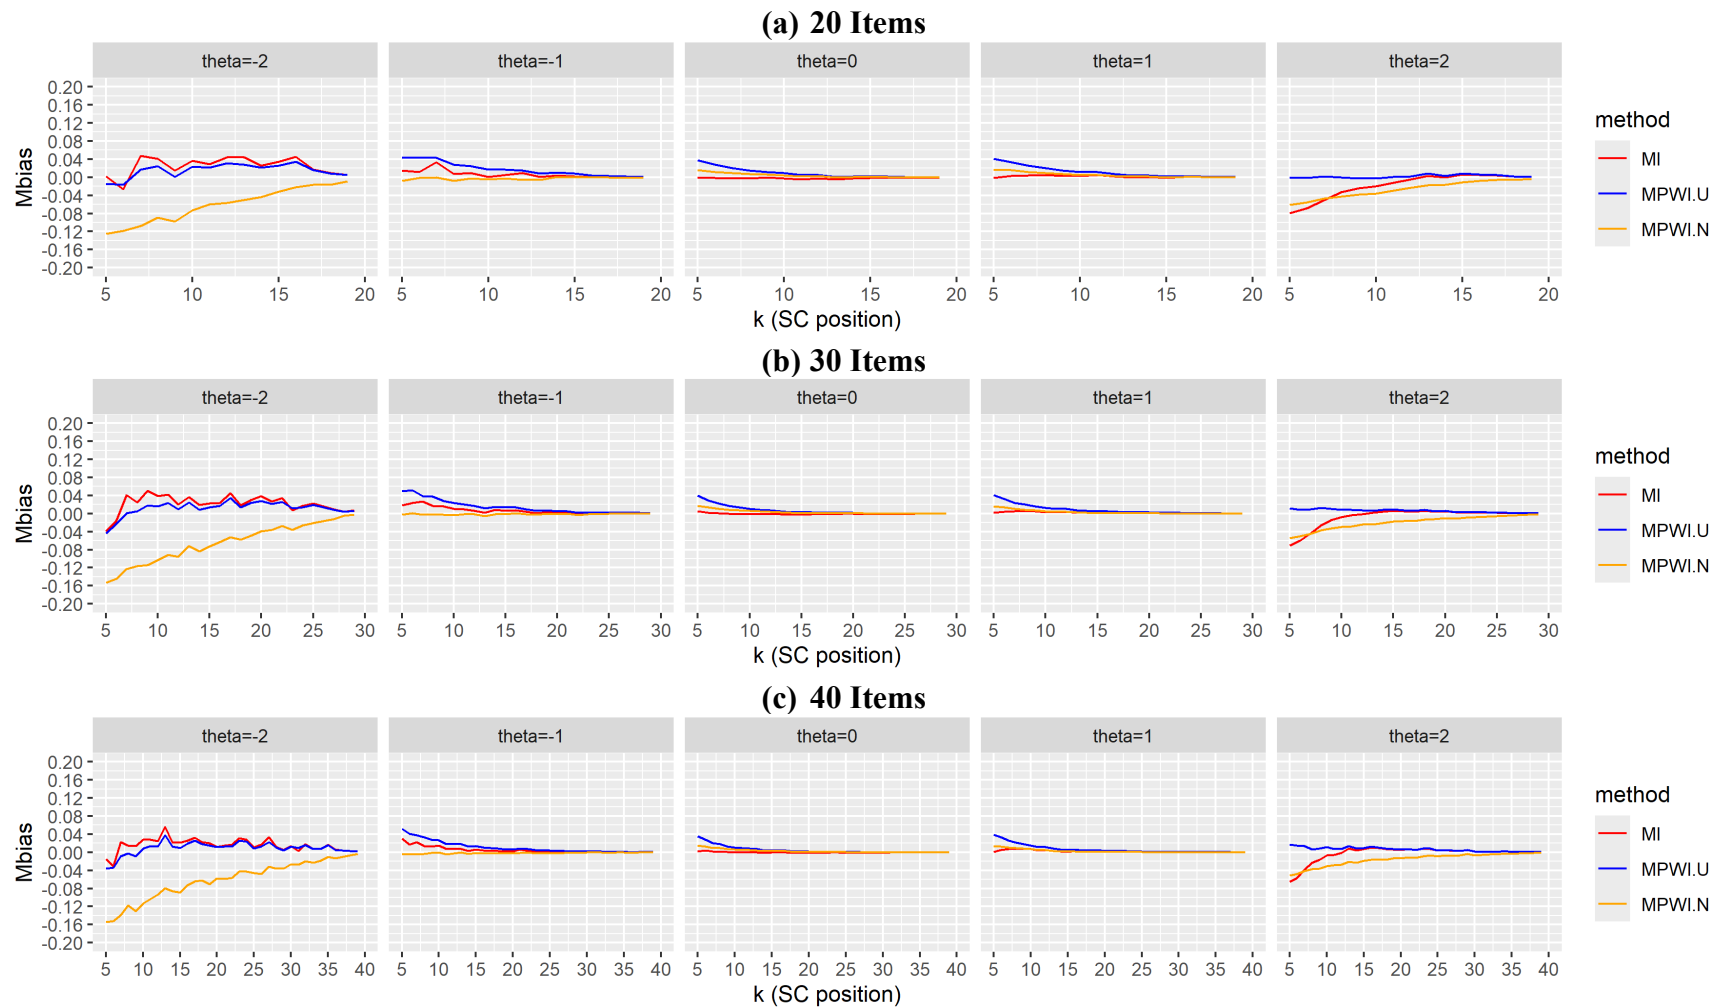 (a) 20 Items
theta=-2 theta=-1 theta=0 theta=1 theta=2
Mbias
0.20
0.16
0.12
0.08
0.04
0.00
-0.04
-0.08
-0.12
-0.16
-0.20
5 10 15 20 5 10 15 20 5 10 15 20 5 10 15 20 5 10 15 20
k (SC position)
method
MI
MPWI.U
MPWI.N
(b) 30 Items
theta=-2 theta=-1 theta=0 theta=1 theta=2
Mbias
0.20
0.16
0.12
0.08
0.04
0.00
-0.04
-0.08
-0.12
-0.16
-0.20
5 10 15 20 25 30 5 10 15 20 25 30 5 10 15 20 25 30 5 10 15 20 25 30 5 10 15 20 25 30
k (SC position)
method
MI
MPWI.U
MPWI.N
(c) 40 Items
theta=-2 theta=-1 theta=0 theta=1 theta=2
Mbias
0.20
0.16
0.12
0.08
0.04
0.00
-0.04
-0.08
-0.12
-0.16
-0.20
5 10 15 20 25 30 35 40 5 10 15 20 25 30 35 40 5 10 15 20 25 30 35 40 5 10 15 20 25 30 35 40 5 10 15 20 25 30 35 40
k (SC position)
method
MI
MPWI.U
MPWI.N